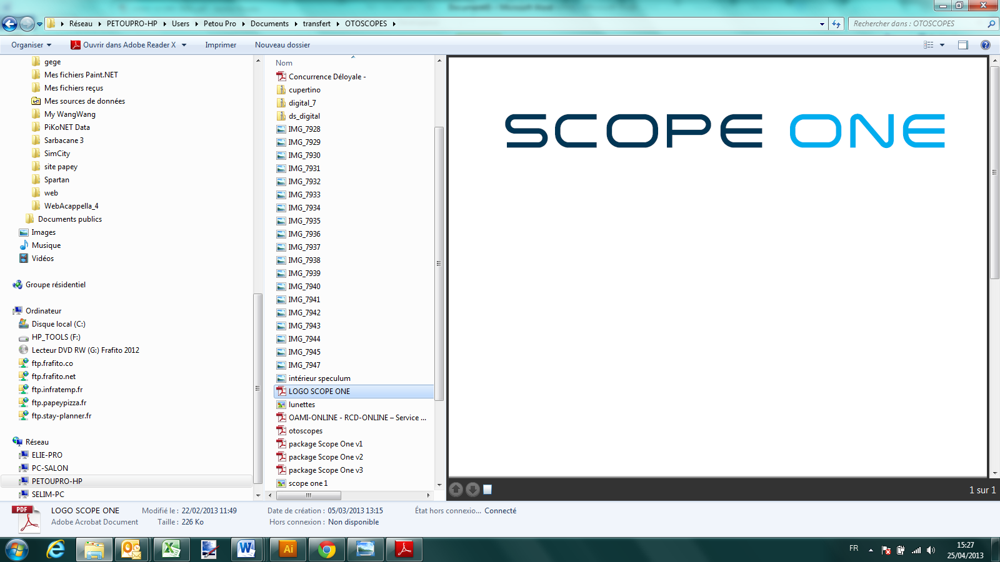 Réseau ▸ PETOUPRO-HP ▸ Users ▸ Petou Pro ▸ Documents ▸ transfert ▸ OTOSCOPES ▸
Rechercher dans : OTOSCOPES
Organiser
Ouvrir dans Adobe Reader X
Imprimer
Nouveau dossier
gege
Mes fichiers Paint.NET
Mes fichiers reçus
Mes sources de données
My WangWang
PiKoNET Data
Sarbacane 3
SimCity
site papey
Spartan
web
WebAcappella_4
Documents publics
Images
Musique
Vidéos
Groupe résidentiel
Ordinateur
Disque local (C:)
HP_TOOLS (F:)
Lecteur DVD RW (G:) Frafito 2012
ftp.frafito.co
ftp.frafito.net
ftp.infratemp.fr
ftp.papeypizza.fr
ftp.stay-planner.fr
Réseau
ELIE-PRO
PC-SALON
PETOUPRO-HP
SELIM-PC
Nom
Concurrence Déloyale -
cupertino
digital_7
ds_digital
IMG_7928
IMG_7929
IMG_7930
IMG_7931
IMG_7932
IMG_7933
IMG_7934
IMG_7935
IMG_7936
IMG_7937
IMG_7938
IMG_7939
IMG_7940
IMG_7941
IMG_7942
IMG_7943
IMG_7944
IMG_7945
IMG_7947
intérieur speculum
LOGO SCOPE ONE
lunettes
OAMI-ONLINE - RCD-ONLINE – Service ...
otoscopes
package Scope One v1
package Scope One v2
package Scope One v3
scope one 1
SCOPE ONE
1 sur 1
PDF
LOGO SCOPE ONE
Adobe Acrobat Document
Modifié le : 22/02/2013 11:49
Taille : 226 Ko
Date de création : 05/03/2013 13:15
Hors connexion : Non disponible
État hors connexio... Connecté
Ai
FR
15:27
25/04/2013